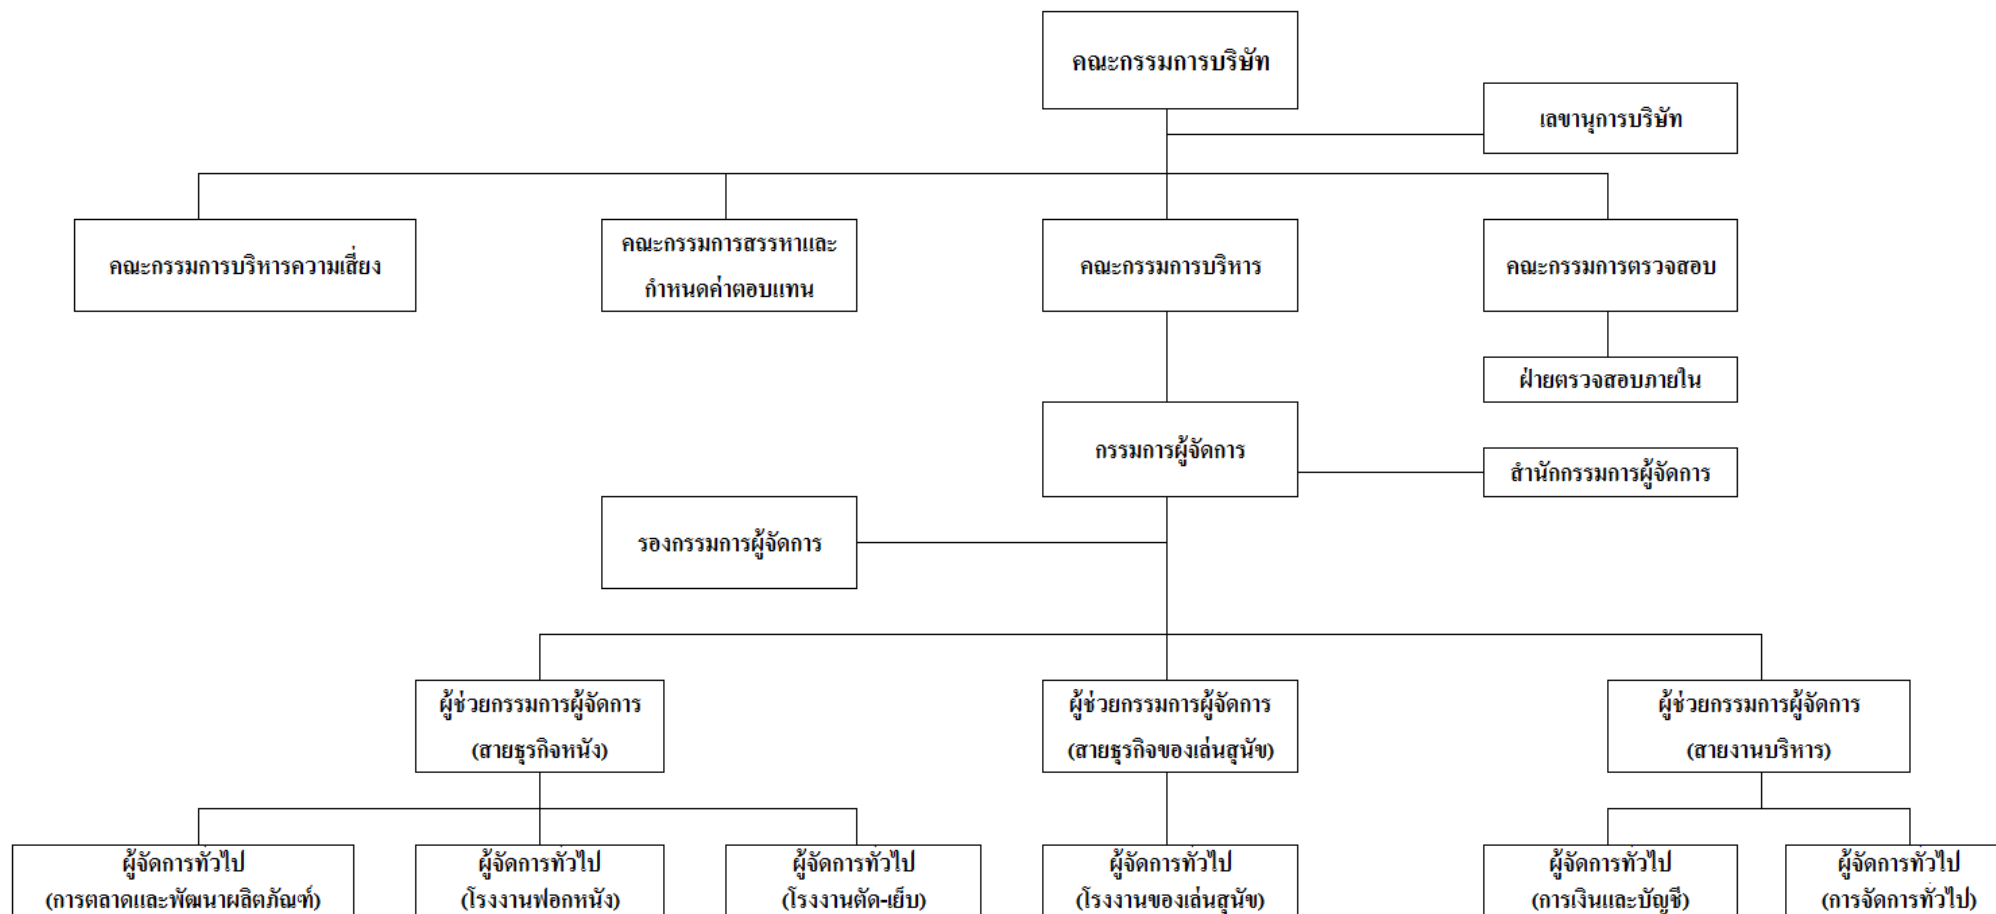 คณะกรรมการบริษัท
เลขานุการบริษัท
คณะกรรมการบริหารความเสี่ยง
คณะกรรมการสรรหาและ
กำหนดค่าตอบแทน
คณะกรรมการบริหาร
คณะกรรมการตรวจสอบ
ฝ่ายตรวจสอบภายใน
กรรมการผู้จัดการ
สำนักกรรมการผู้จัดการ
รองกรรมการผู้จัดการ
ผู้ช่วยกรรมการผู้จัดการ
(สายธุรกิจหนัง)
ผู้ช่วยกรรมการผู้จัดการ
(สายธุรกิจของเล่นสุนัข)
ผู้ช่วยกรรมการผู้จัดการ
(สายงานบริหาร)
ผู้จัดการทั่วไป
(การตลาดและพัฒนาผลิตภัณฑ์)
ผู้จัดการทั่วไป
(โรงงานฟอกหนัง)
ผู้จัดการทั่วไป
(โรงงานตัด-เย็บ)
ผู้จัดการทั่วไป
(โรงงานของเล่นสุนัข)
ผู้จัดการทั่วไป
(การเงินและบัญชี)
ผู้จัดการทั่วไป
(การจัดการทั่วไป)